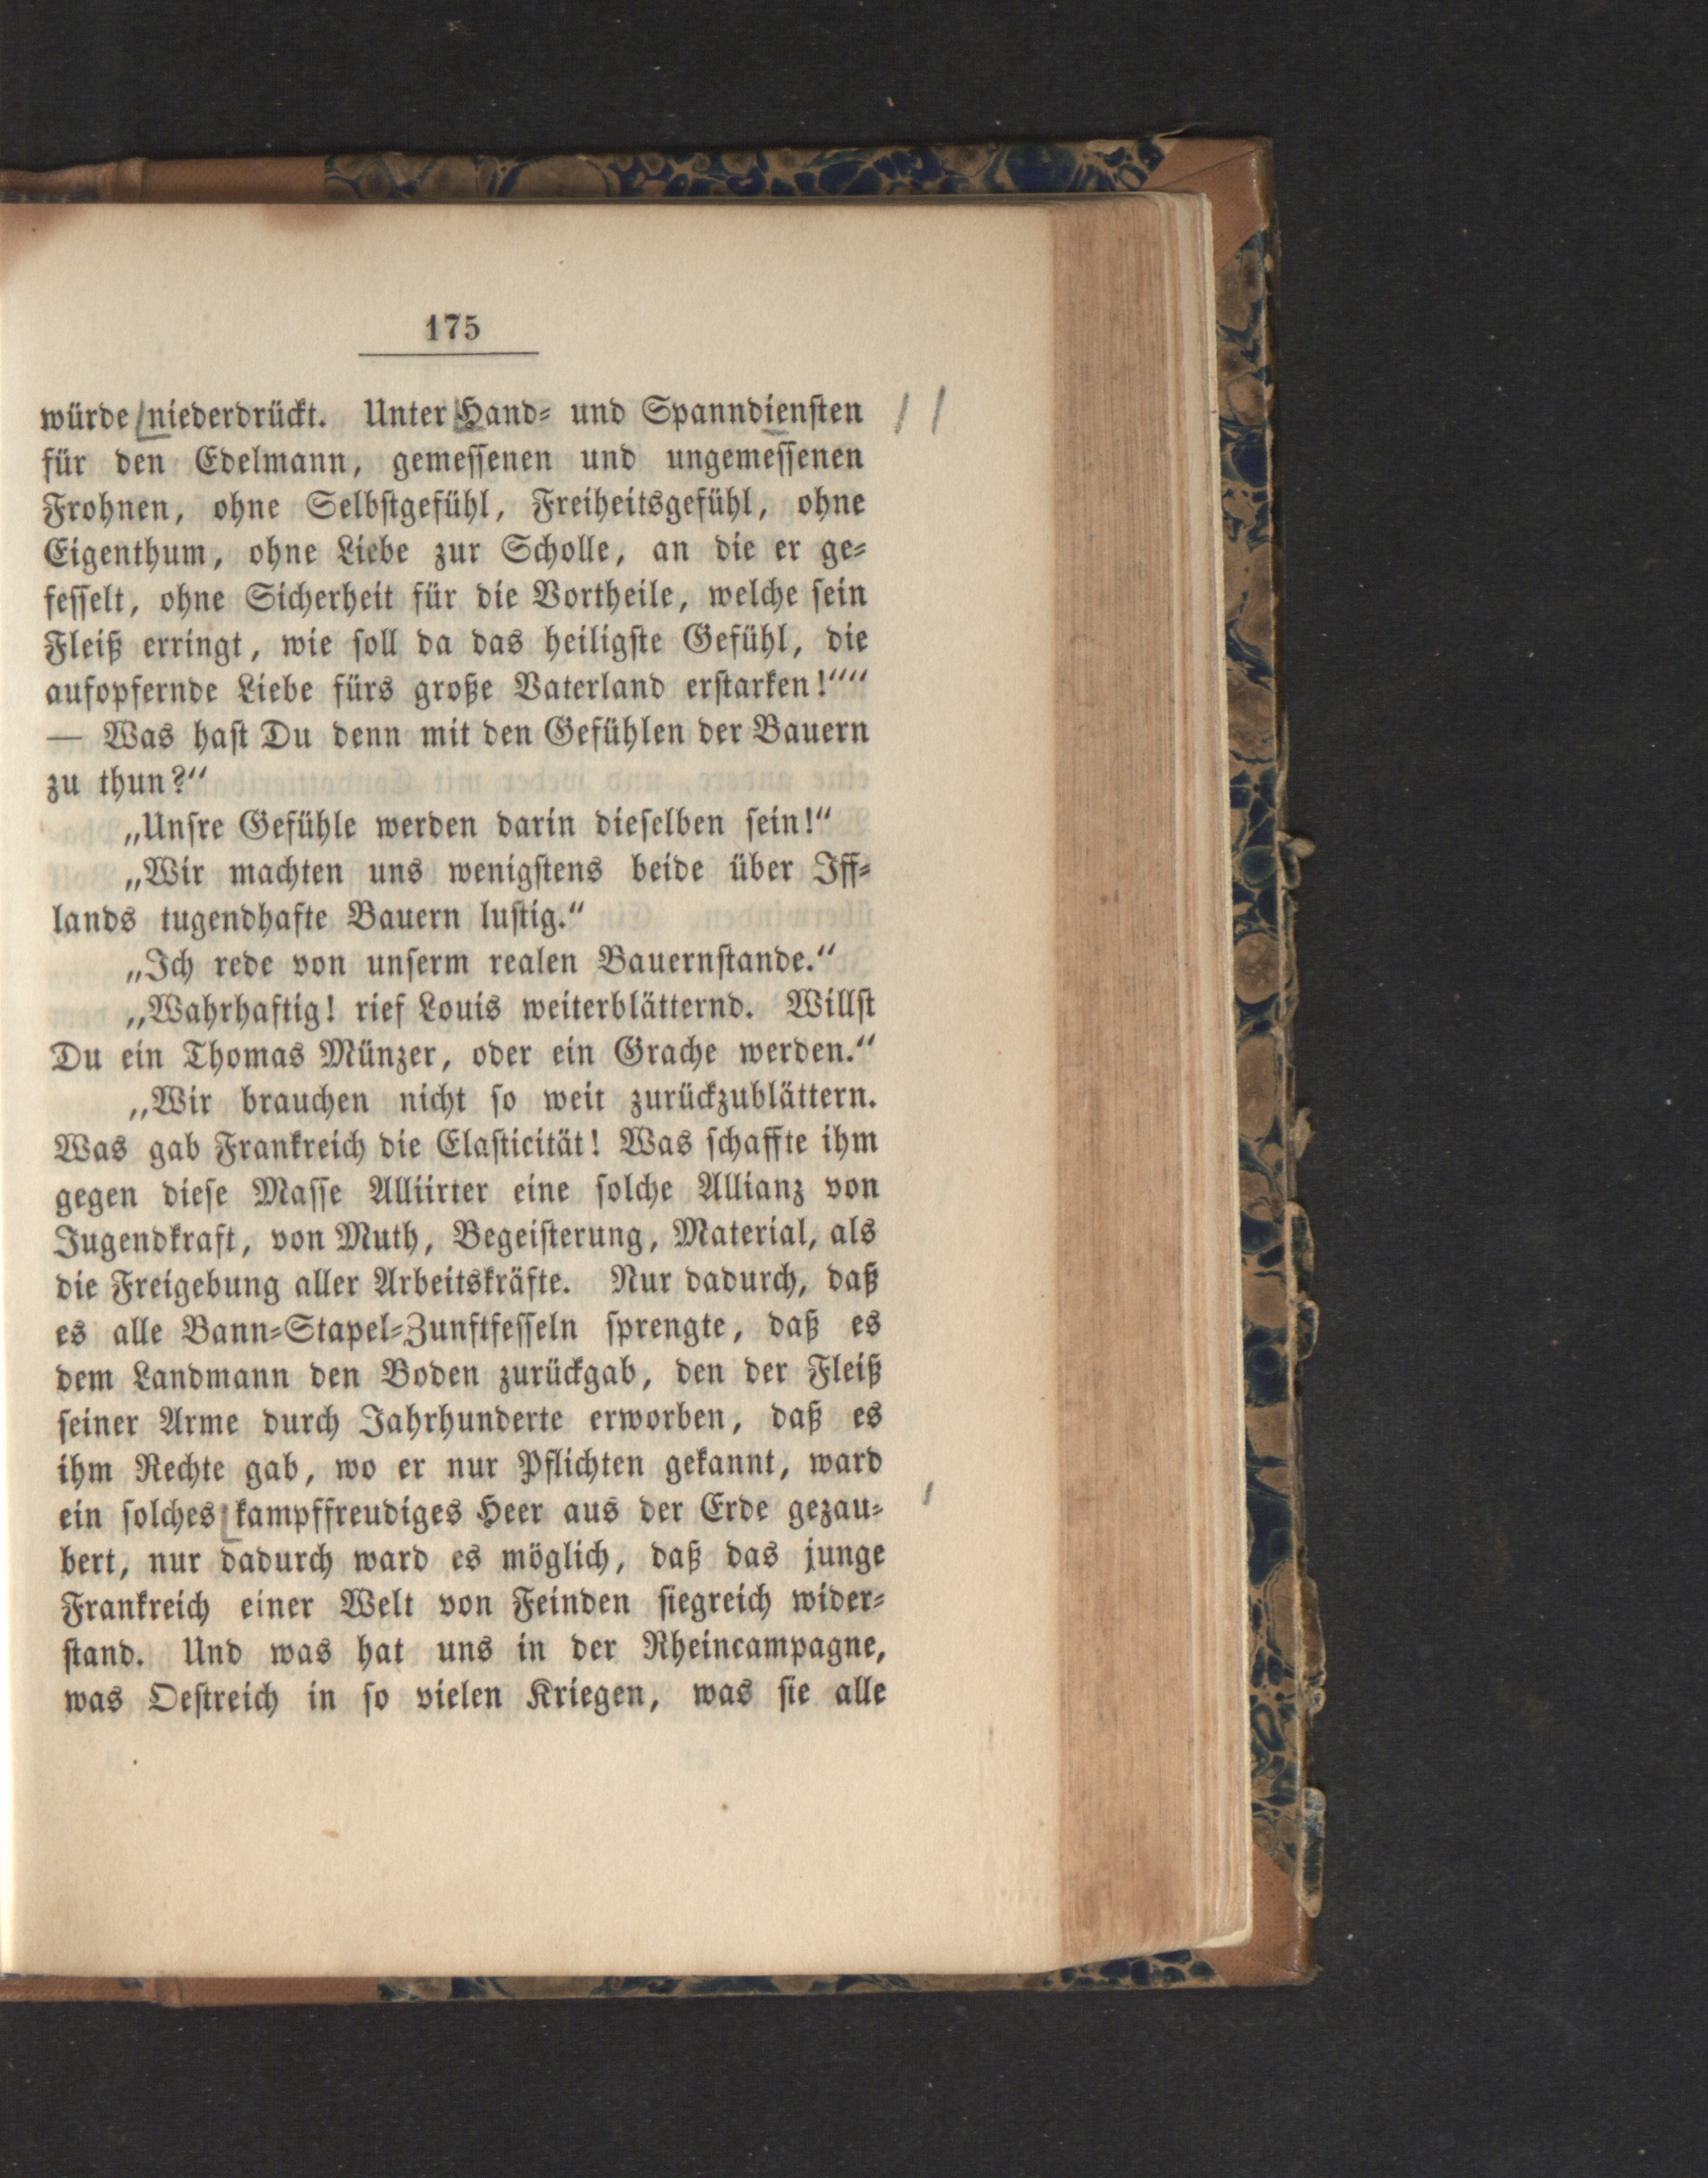 175
würde niederdrückt. Unter Hand- und Spanndiensten
für den Edelmann, gemessenen und ungemessenen
Frohnen, ohne Selbstgefühl, Freiheitsgefühl, ohne
Eigenthum, ohne Liebe zur Scholle, an die er ge-
fesselt, ohne Sicherheit für die Vortheile, welche sein
Fleiß erringt, wie soll da das heiligste Gefühl, die
aufopfernde Liebe fürs große Vaterland erstarken!““
— Was hast Du denn mit den Gefühlen der Bauern
zu thun?“
„Unsre Gefühle werden darin dieselben sein!“
„Wir machten uns wenigstens beide über Iff-
lands tugendhafte Bauern lustig.“
„Ich rede von unserm realen Bauernstande.“
„Wahrhaftig! rief Louis weiterblätternd. Willst
Du ein Thomas Münzer, oder ein Grache werden.“
„Wir brauchen nicht so weit zurückzublättern.
Was gab Frankreich die Elasticität! Was schaffte ihm
gegen diese Masse Alliirter eine solche Allianz von
Jugendkraft, von Muth, Begeisterung, Material, als
die Freigebung aller Arbeitskräfte. Nur dadurch, daß
es alle Bann-Stapel-Zunftfesseln sprengte, daß es
dem Landmann den Boden zurückgab, den der Fleiß
seiner Arme durch Jahrhunderte erworben, daß es
ihm Rechte gab, wo er nur Pflichten gekannt, ward
ein solches kampffreudiges Heer aus der Erde gezau-
bert, nur dadurch ward es möglich, daß das junge
Frankreich einer Welt von Feinden siegreich wider-
stand. Und was hat uns in der Rheincampagne,
was Oestreich in so vielen Kriegen, was sie alle